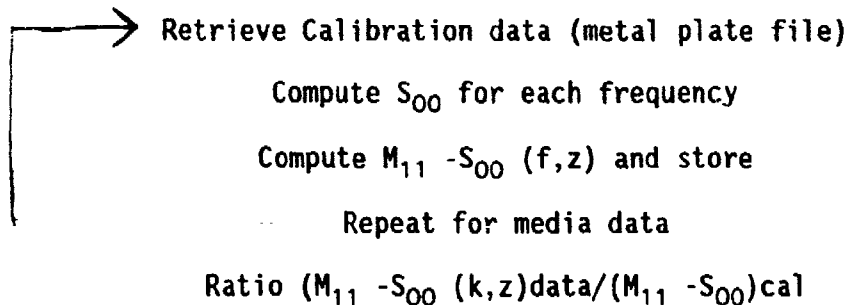 Retrieve Calibration data (metal plate file)
Compute S₀₀ for each frequency
Compute M₁₁ -S₀₀ (f,z) and store
Repeat for media data
Ratio (M₁₁ -S₀₀ (k,z)data/(M₁₁ -S₀₀)cal